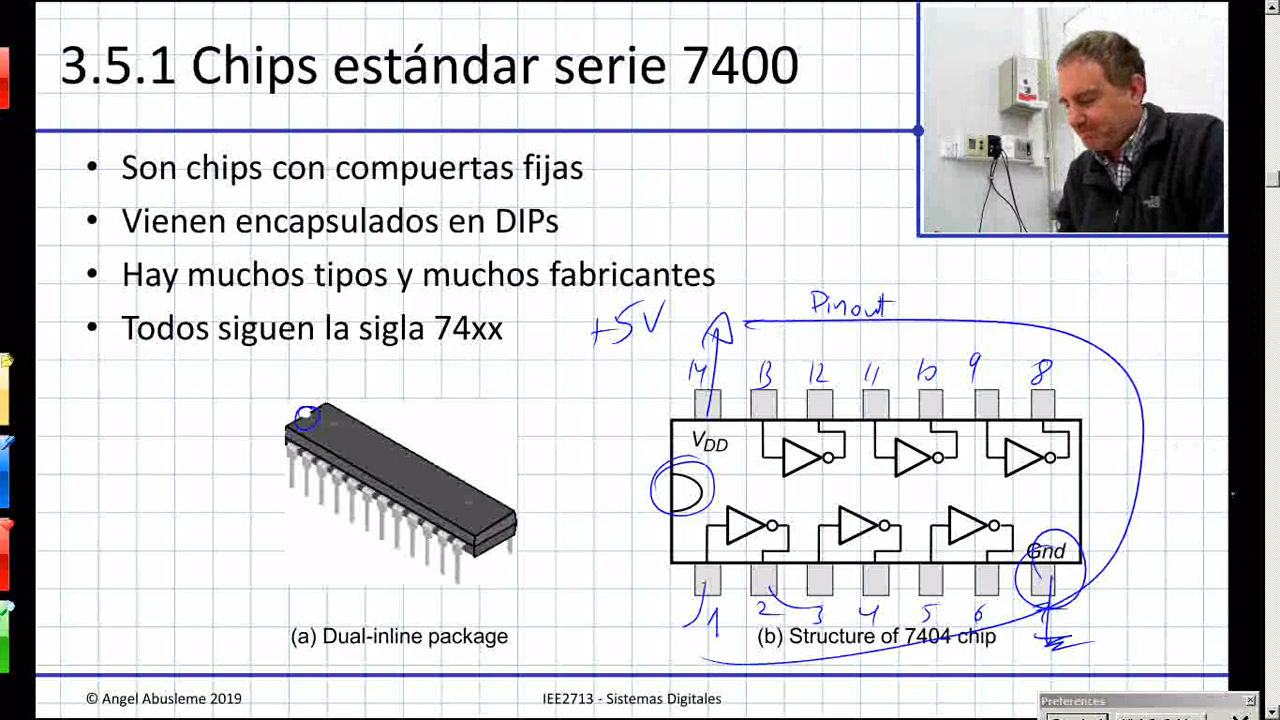 3.5.1 Chips estándar serie 7400
• Son chips con compuertas fijas
• Vienen encapsulados en DIPs
• Hay muchos tipos y muchos fabricantes
• Todos siguen la sigla 74xx
+5V
Pinout
14 13 12 11 10 9 8
VDD
Gnd
1 2 3 4 5 6 7
(a) Dual-inline package
(b) Structure of 7404 chip
© Angel Abusleme 2019
IEE2713 - Sistemas Digitales
Preferences